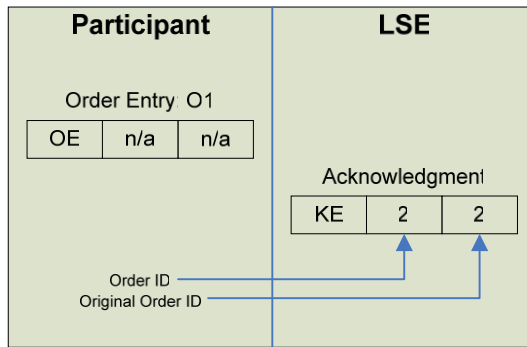 Participant
LSE
Order Entry: O1
OE n/a n/a
Acknowledgment
KE 2 2
Order ID
Original Order ID